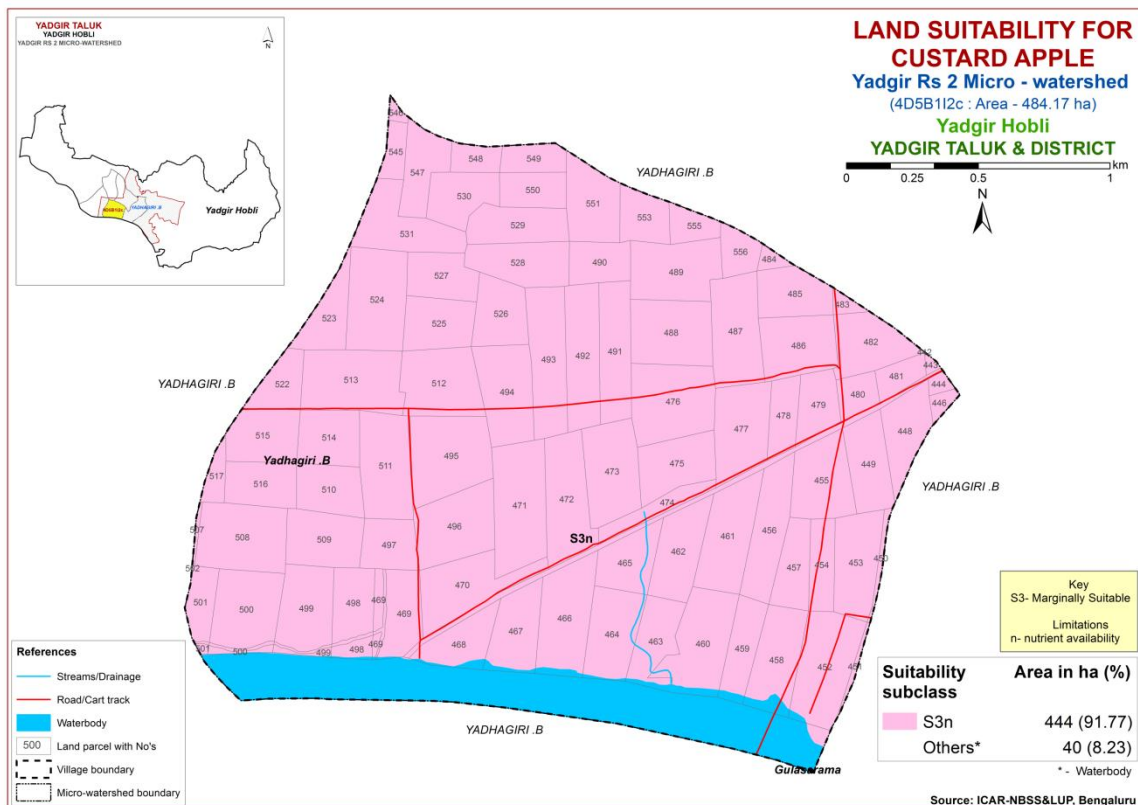 YADGIR TALUK
YADGIR HOBLI
YADGIR RS 2 MICRO-WATERSHED
N
4D5B1I2c
YADHAGIRI .B
Yadgir Hobli
LAND SUITABILITY FOR
CUSTARD APPLE
Yadgir Rs 2 Micro - watershed
(4D5B1I2c : Area - 484.17 ha)
Yadgir Hobli
YADGIR TALUK & DISTRICT
km
0 0.25 0.5 1
N
546
545
547
548
549
YADHAGIRI .B
530
550
551
553
555
531
529
556
484
528
490
489
527
485
524
526
483
523
525
488
487
486
482
493
492
491
442
443
481
444
YADHAGIRI .B
522
513
512
494
476
478
479
480
446
477
448
515
514
495
Yadhagiri .B
511
473
475
449
517
516
510
471
472
455
YADHAGIRI .B
474
496
S3n
461
456
507
508
509
497
462
450
465
457
454
453
502
470
501
500
499
498
469
469
466
467
464
463
460
459
458
452
451
468
501
500
499
498
469
YADHAGIRI .B
Gulasarama
References
Streams/Drainage
Road/Cart track
Waterbody
500 Land parcel with No's
Village boundary
Micro-watershed boundary
Key
S3- Marginally Suitable
Limitations
n- nutrient availability
Suitability subclass Area in ha (%)
S3n 444 (91.77)
Others* 40 (8.23)
* - Waterbody
Source: ICAR-NBSS&LUP, Bengaluru